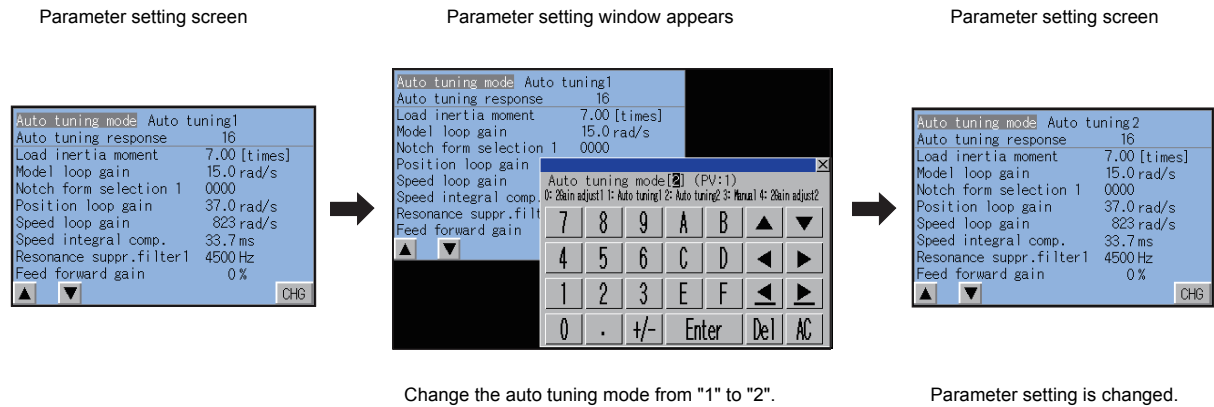 Parameter setting screen
Parameter setting window appears
Parameter setting screen
Auto tuning mode Auto tuning1
Auto tuning response 16
Load inertia moment 7.00 [times]
Model loop gain 15.0 rad/s
Notch form selection 1 0000
Position loop gain 37.0 rad/s
Speed loop gain 823 rad/s
Speed integral comp. 33.7 ms
Resonance suppr.filter1 4500 Hz
Feed forward gain 0 %
▲ ▼ CHG
Auto tuning mode Auto tuning1
Auto tuning response 16
Load inertia moment 7.00 [times]
Model loop gain 15.0 rad/s
Notch form selection 1 0000
Position loop gain
Speed loop gain
Speed integral comp.
Resonance suppr.filt
Feed forward gain
▲ ▼
×
Auto tuning mode[2] (PV:1)
0: 2Gain adjust1 1: Auto tuning1 2: Auto tuning2 3: Manual 4: 2Gain adjust2
7 8 9 A B ▲ ▼
4 5 6 C D ◀ ▶
1 2 3 E F ◀ ▶
0 . +/- Enter Del AC
Auto tuning mode Auto tuning2
Auto tuning response 16
Load inertia moment 7.00 [times]
Model loop gain 15.0 rad/s
Notch form selection 1 0000
Position loop gain 37.0 rad/s
Speed loop gain 823 rad/s
Speed integral comp. 33.7 ms
Resonance suppr.filter1 4500 Hz
Feed forward gain 0 %
▲ ▼ CHG
Change the auto tuning mode from "1" to "2".
Parameter setting is changed.